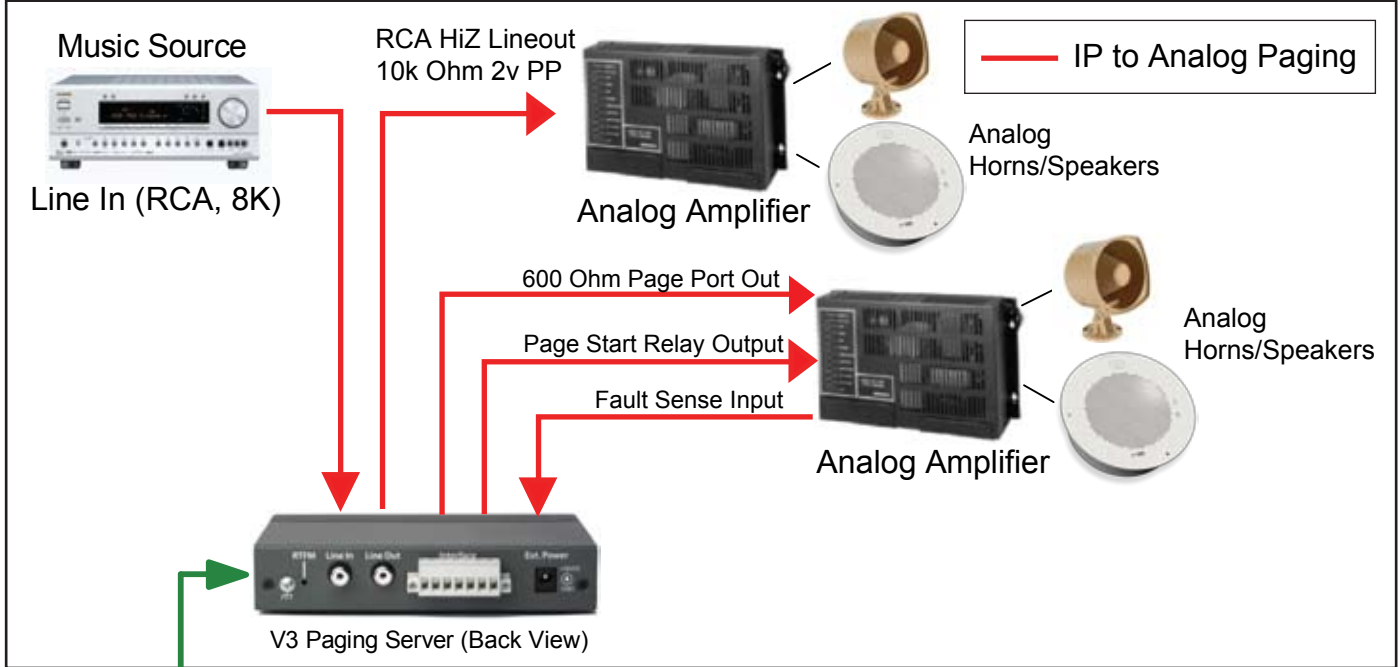 Music Source
Line In (RCA, 8K)
RCA HiZ Lineout
10k Ohm 2v PP
Analog Amplifier
Analog
Horns/Speakers
IP to Analog Paging
600 Ohm Page Port Out
Page Start Relay Output
Fault Sense Input
Analog Amplifier
Analog
Horns/Speakers
RTFM
Line In
Line Out
Interface
Ext. Power
V3 Paging Server (Back View)